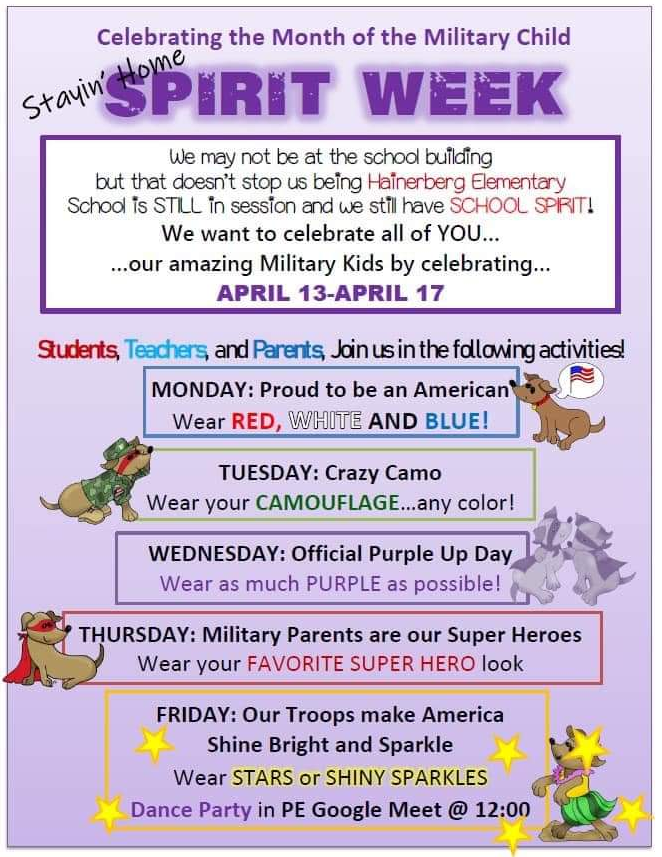 Celebrating the Month of the Military Child
Stayin' Home
SPIRIT WEEK
We may not be at the school building
but that doesn't stop us being Hainerberg Elementary
School is STILL in session and we still have SCHOOL SPIRIT!
We want to celebrate all of YOU...
...our amazing Military Kids by celebrating...
APRIL 13-APRIL 17
Students, Teachers, and Parents, Join us in the following activities!
MONDAY: Proud to be an American
Wear RED, WHITE AND BLUE!
TUESDAY: Crazy Camo
Wear your CAMOUFLAGE...any color!
WEDNESDAY: Official Purple Up Day
Wear as much PURPLE as possible!
THURSDAY: Military Parents are our Super Heroes
Wear your FAVORITE SUPER HERO look
FRIDAY: Our Troops make America
Shine Bright and Sparkle
Wear STARS or SHINY SPARKLES
Dance Party in PE Google Meet @ 12:00